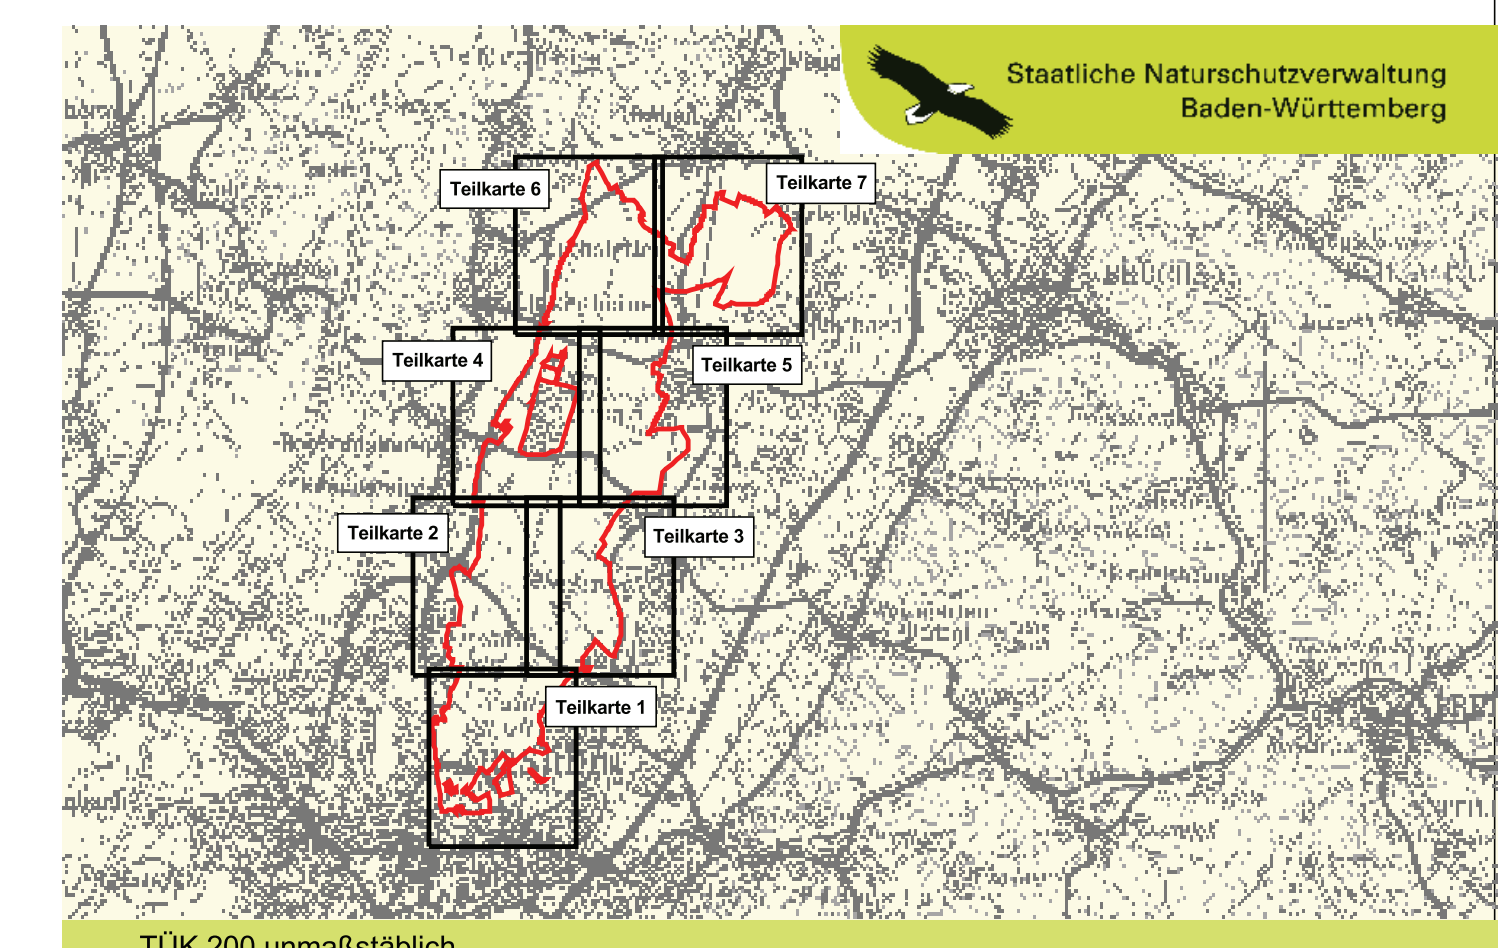 Staatliche Naturschutzverwaltung
Baden-Württemberg
Teilkarte 6
Teilkarte 7
Teilkarte 4
Teilkarte 5
Teilkarte 2
Teilkarte 3
Teilkarte 1
TÜK 200 unmaßstäblich